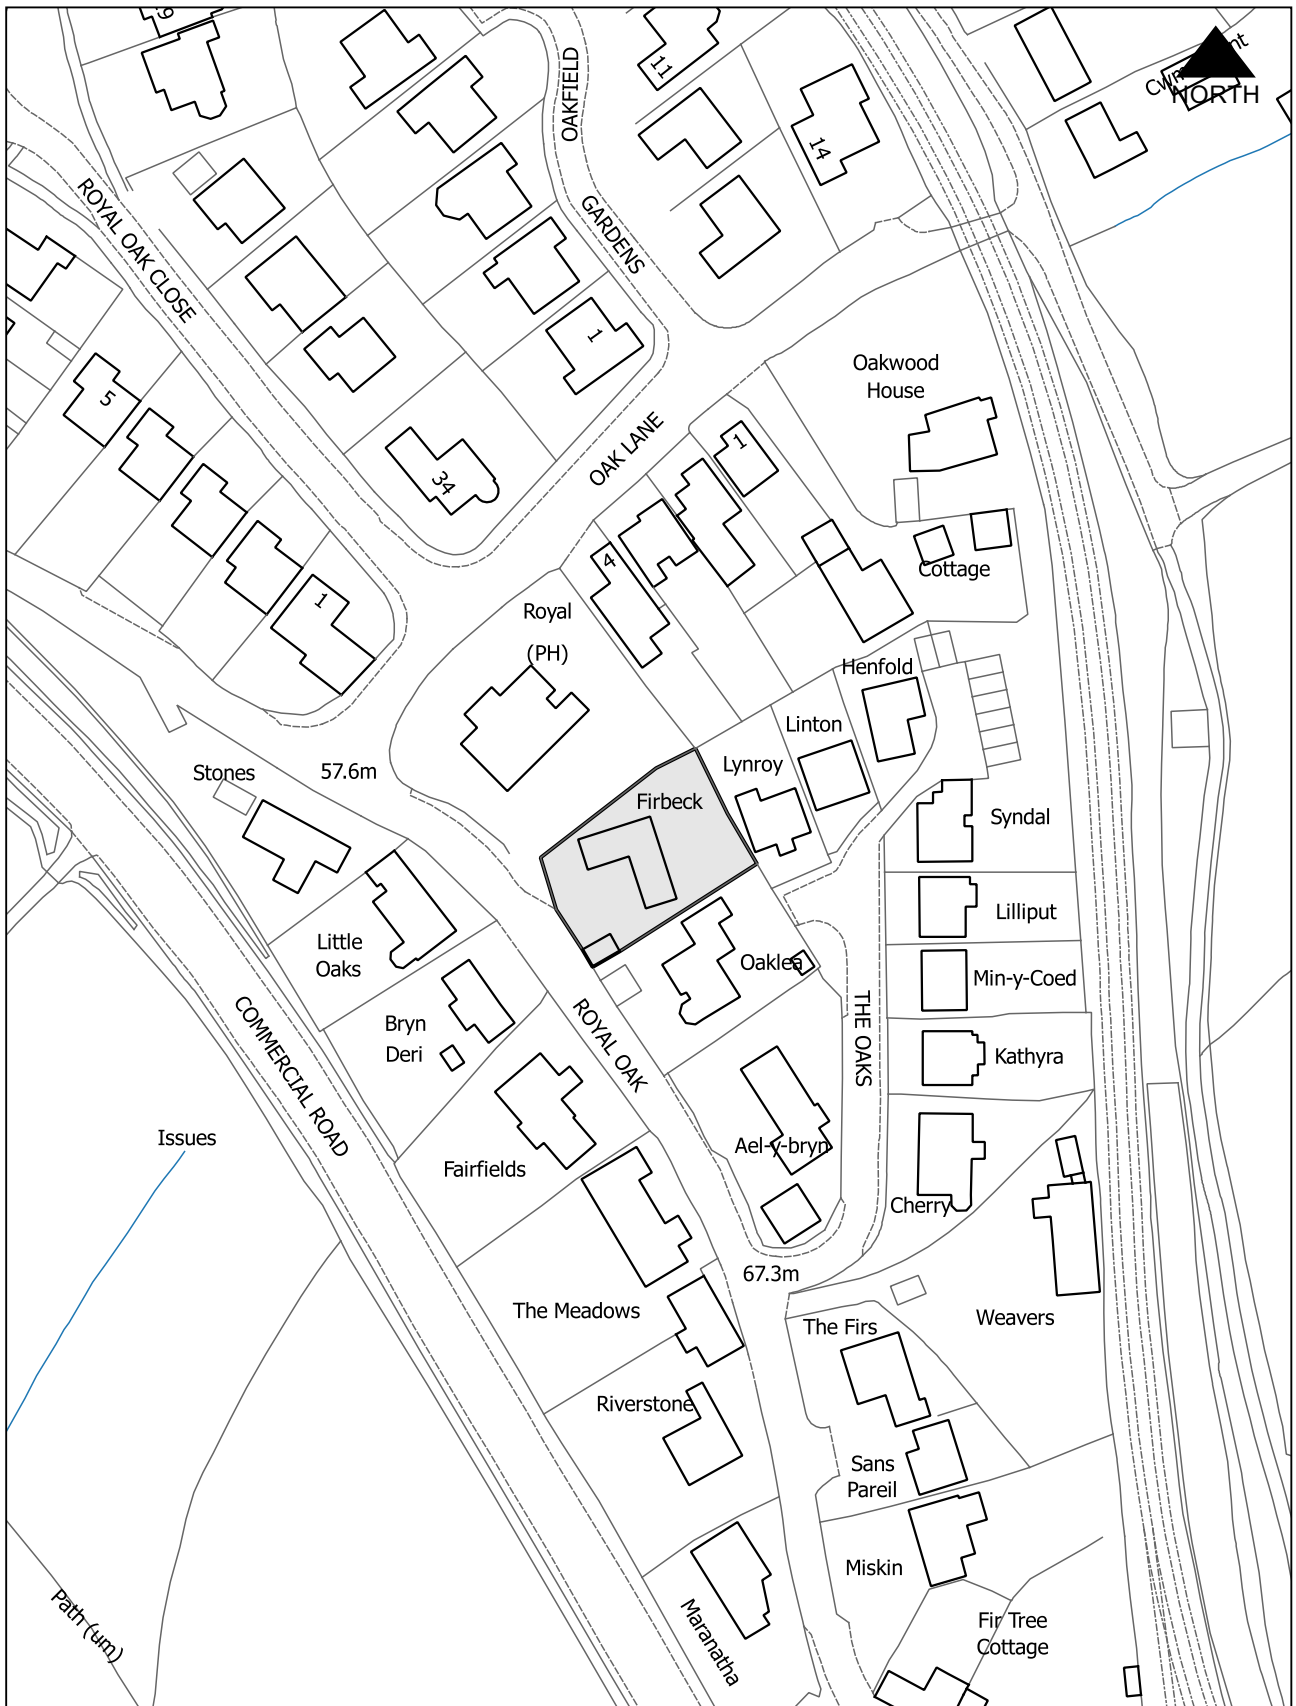 9
11
OAKFIELD
14
Cwm
nt
NORTH
ROYAL OAK CLOSE
GARDENS
1
5
34
OAK LANE
Oakwood
House
1
4
Cottage
1
Royal
(PH)
Henfold
Linton
Lynroy
57.6m
Stones
Firbeck
Syndal
Lilliput
Little
Oaks
Oaklea
Min-y-Coed
Bryn
Deri
ROYAL OAK
THE OAKS
Kathyra
COMMERCIAL ROAD
Issues
Ael-y-bryn
Fairfields
Cherry
67.3m
The Meadows
Weavers
The Firs
Riverstone
Sans
Pareil
Miskin
Path (um)
Maranatha
Fir Tree
Cottage